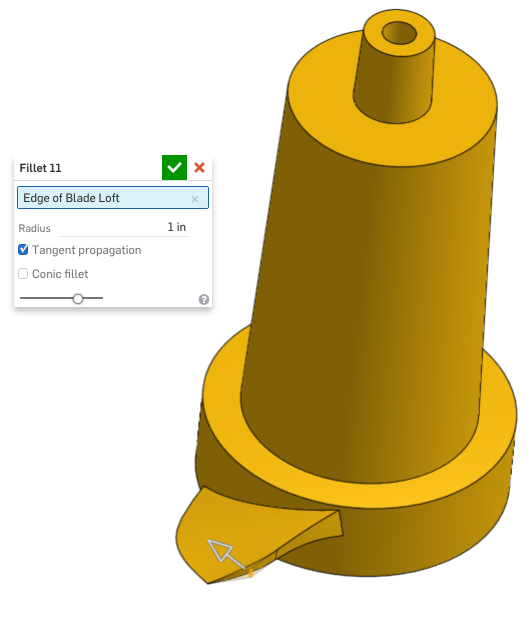 Fillet 11
Edge of Blade Loft
Radius 1 in
Tangent propagation
Conic fillet